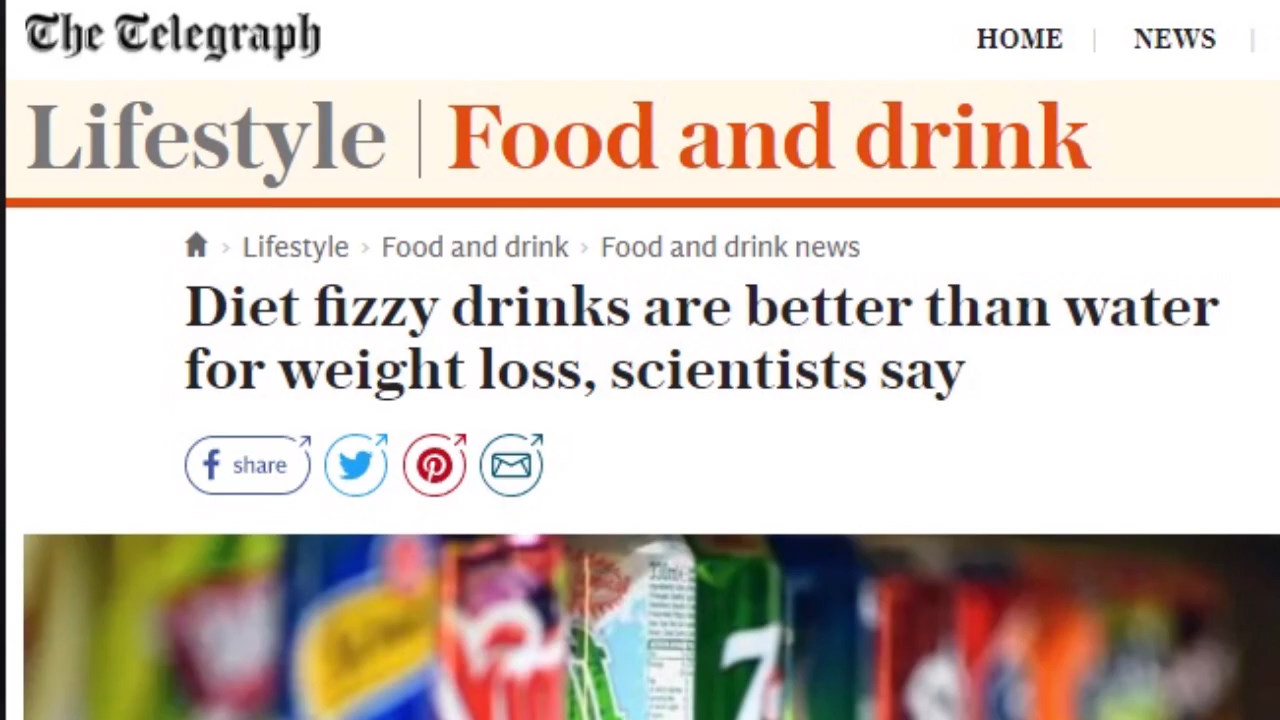 The Telegraph
HOME | NEWS |
Lifestyle | Food and drink
Lifestyle › Food and drink › Food and drink news
Diet fizzy drinks are better than water
for weight loss, scientists say
share
7